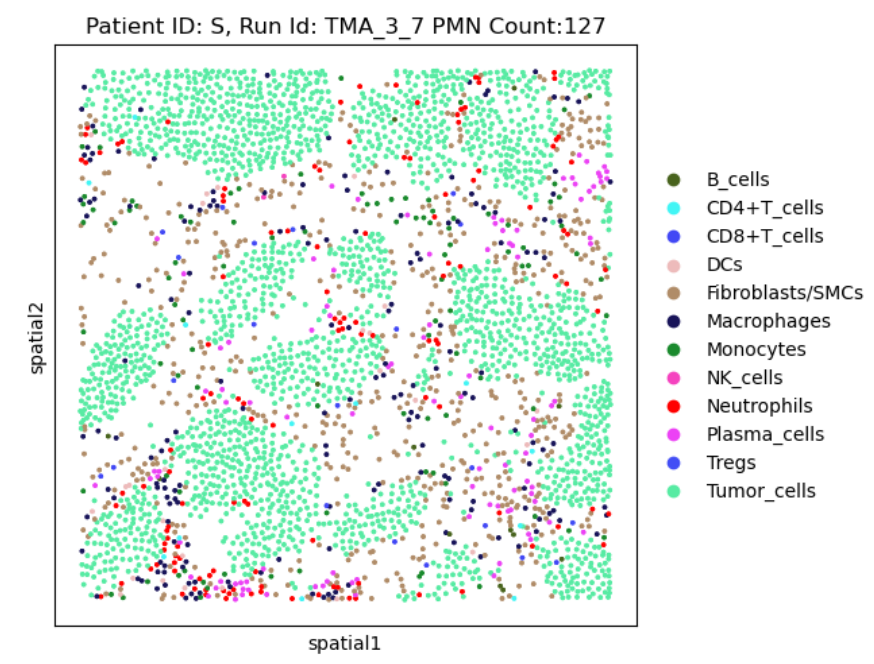 Patient ID: S, Run Id: TMA_3_7 PMN Count:127
spatial2
spatial1
B_cells
CD4+T_cells
CD8+T_cells
DCs
Fibroblasts/SMCs
Macrophages
Monocytes
NK_cells
Neutrophils
Plasma_cells
Tregs
Tumor_cells